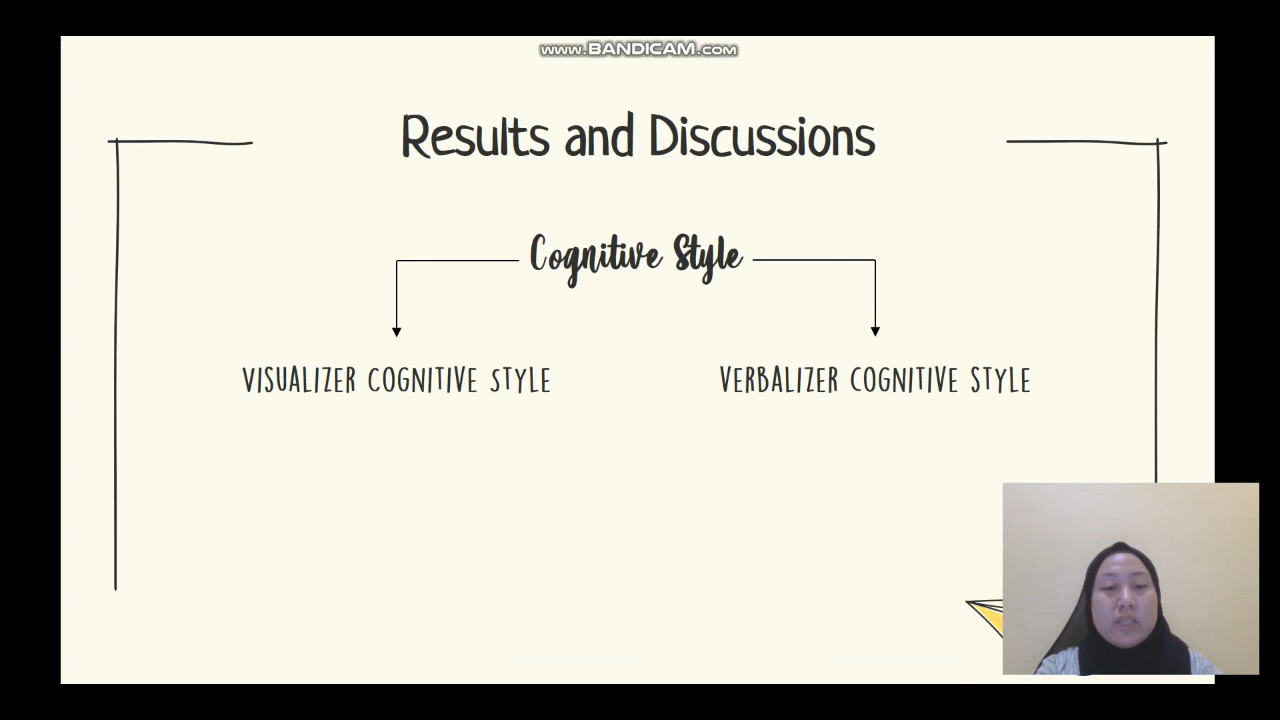 www.BANDICAM.com
Results and Discussions
Cognitive Style
VISUALIZER COGNITIVE STYLE
VERBALIZER COGNITIVE STYLE